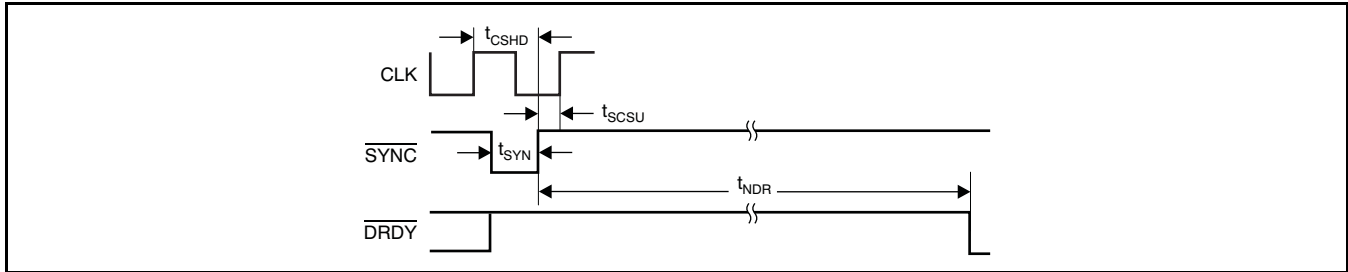 tCSHD
CLK
tSCSU
SYNC
tSYN
tNDR
DRDY